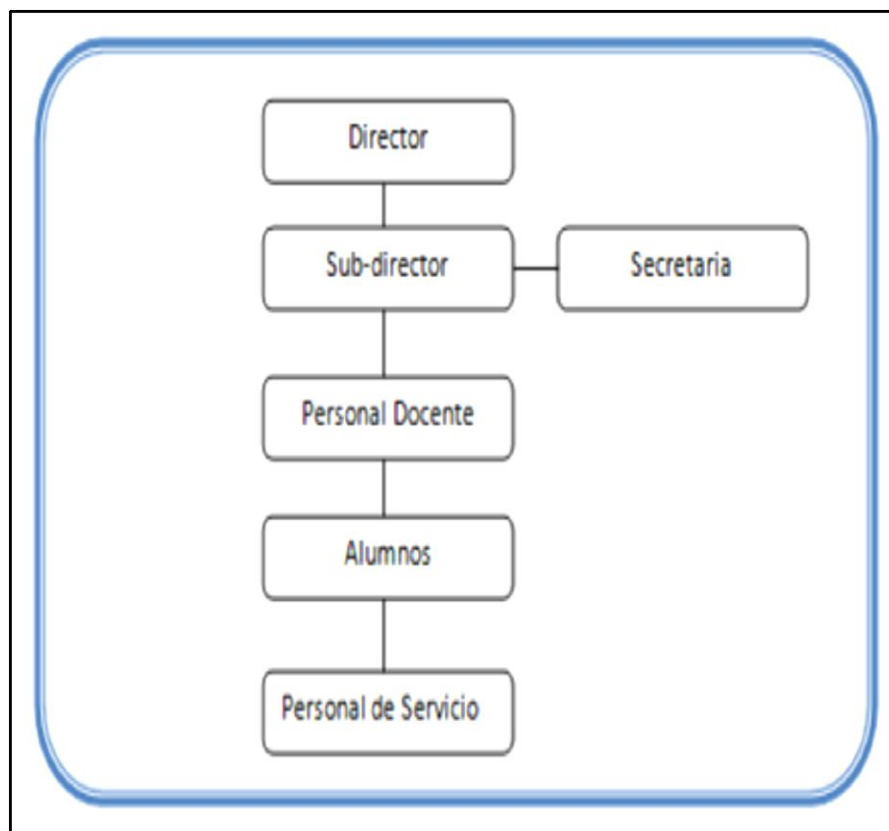 Director
Sub-director
Secretaria
Personal Docente
Alumnos
Personal de Servicio